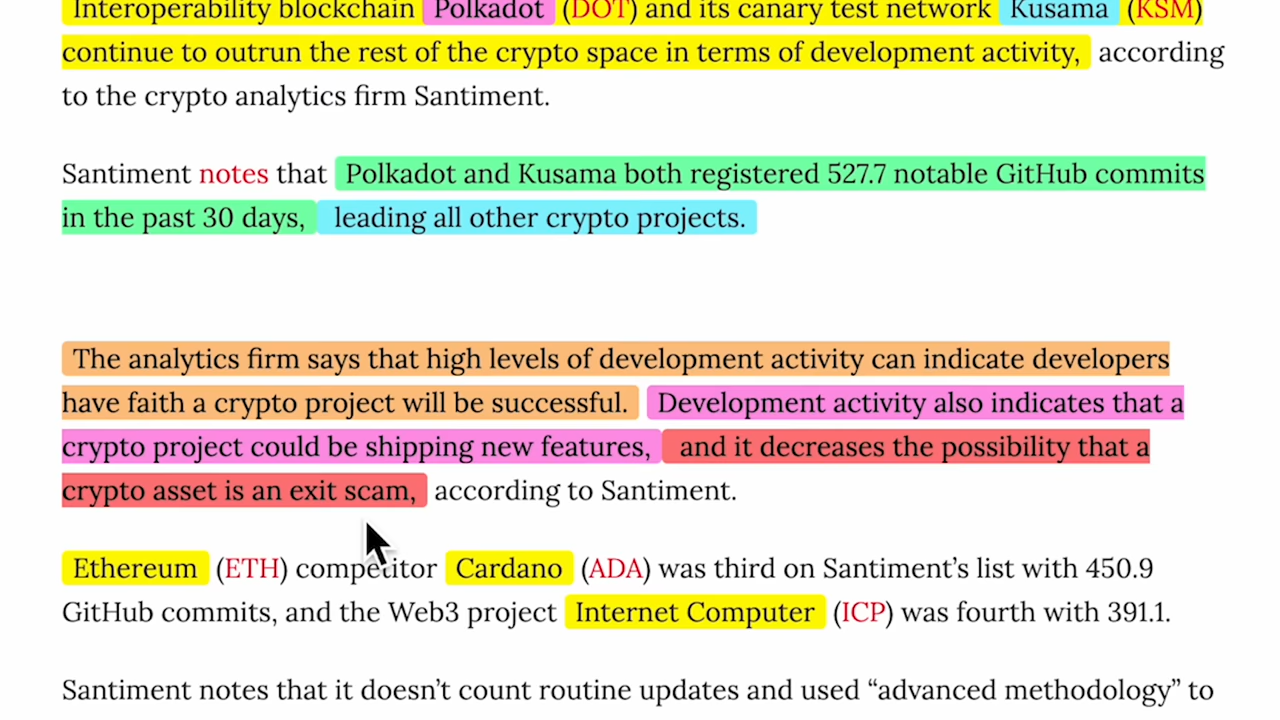 Interoperability blockchain Polkadot (DOT) and its canary test network Kusama (KSM)
continue to outrun the rest of the crypto space in terms of development activity, according
to the crypto analytics firm Santiment.
Santiment notes that Polkadot and Kusama both registered 527.7 notable GitHub commits
in the past 30 days, leading all other crypto projects.
The analytics firm says that high levels of development activity can indicate developers
have faith a crypto project will be successful. Development activity also indicates that a
crypto project could be shipping new features, and it decreases the possibility that a
crypto asset is an exit scam, according to Santiment.
Ethereum (ETH) competitor Cardano (ADA) was third on Santiment’s list with 450.9
GitHub commits, and the Web3 project Internet Computer (ICP) was fourth with 391.1.
Santiment notes that it doesn’t count routine updates and used “advanced methodology” to